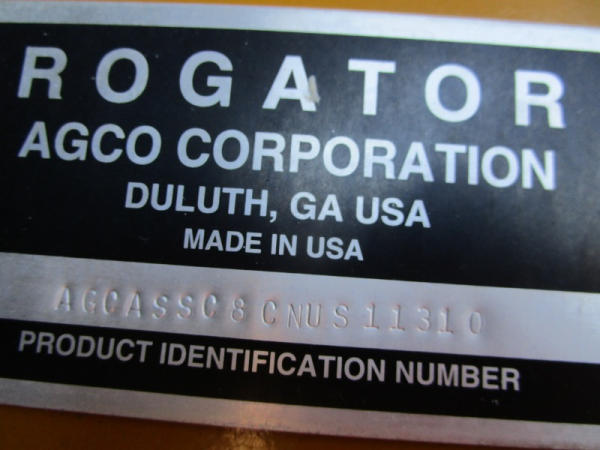 ROGATOR
AGCO CORPORATION
DULUTH, GA USA
MADE IN USA
AGCASSC8CNUS11310
PRODUCT IDENTIFICATION NUMBER